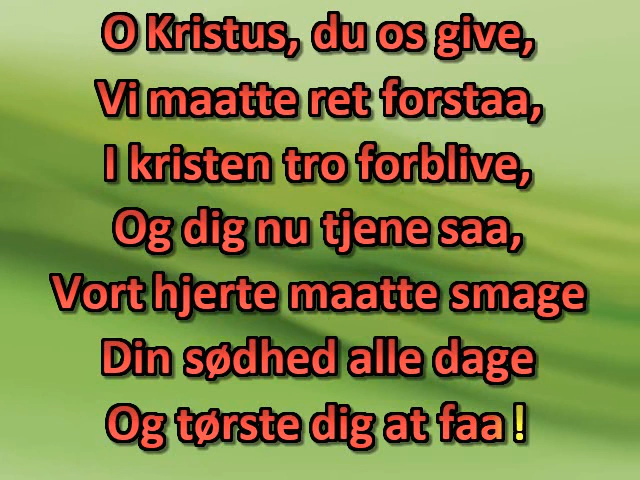 O Kristus, du os give,
Vi maatte ret forstaa,
I kristen tro forblive,
Og dig nu tjene saa,
Vort hjerte maatte smage
Din sødhed alle dage
Og tørste dig at faa !